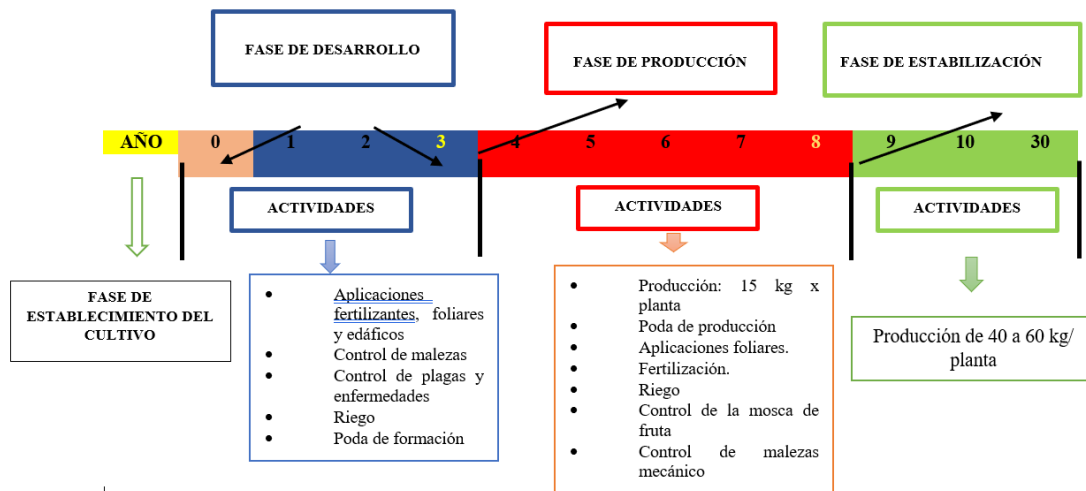 FASE DE DESARROLLO
FASE DE PRODUCCIÓN
FASE DE ESTABILIZACIÓN
AÑO 0 1 2 3 4 5 6 7 8 9 10 30
ACTIVIDADES
ACTIVIDADES
ACTIVIDADES
FASE DE
ESTABLECIMIENTO DEL
CULTIVO
• Aplicaciones
fertilizantes, foliares
y edáficos
• Control de malezas
• Control de plagas y
enfermedades
• Riego
• Poda de formación
• Producción: 15 kg x
planta
• Poda de producción
• Aplicaciones foliares.
• Fertilización.
• Riego
• Control de la mosca de
fruta
• Control de malezas
mecánico
Producción de 40 a 60 kg/
planta